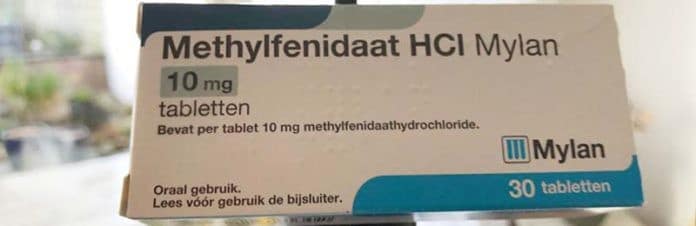 Methylfenidaat HCl Mylan
10 mg
tabletten
Bevat per tablet 10 mg methylfenidaathydrochloride.
Mylan
Oraal gebruik.
Lees vóór gebruik de bijsluiter.
30 tabletten